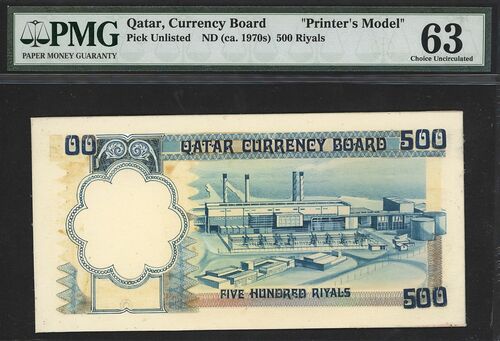 PMG
PAPER MONEY GUARANTY
Qatar, Currency Board "Printer's Model"
Pick Unlisted ND (ca. 1970s) 500 Riyals
63
Choice Uncirculated
00 QATAR CURRENCY BOARD 500
FIVE HUNDRED RIYALS 500